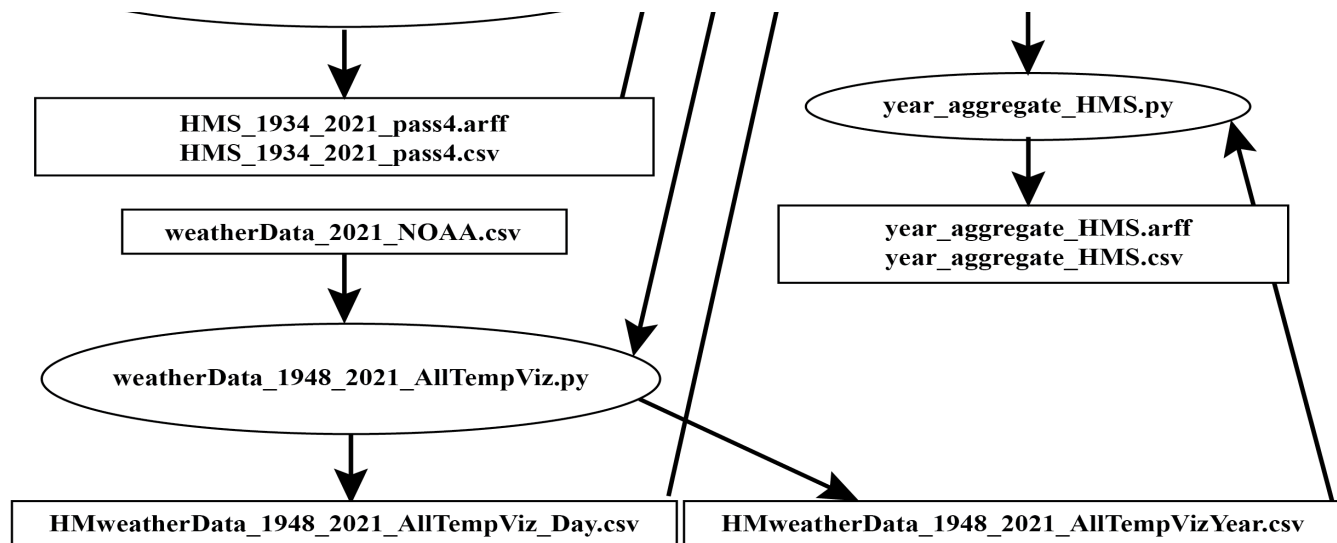 HMS_1934_2021_pass4.arff
HMS_1934_2021_pass4.csv
weatherData_2021_NOAA.csv
weatherData_1948_2021_AllTempViz.py
HMweatherData_1948_2021_AllTempViz_Day.csv
year_aggregate_HMS.py
year_aggregate_HMS.arff
year_aggregate_HMS.csv
HMweatherData_1948_2021_AllTempVizYear.csv